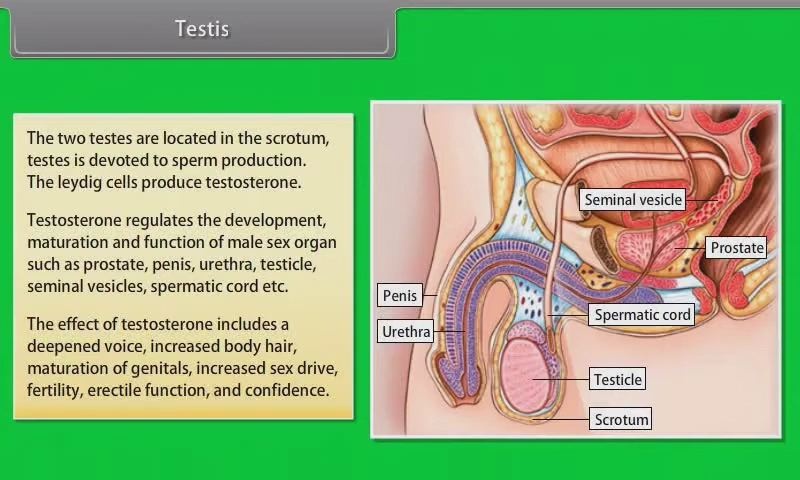 Testis
The two testes are located in the scrotum,
testes is devoted to sperm production.
The leydig cells produce testosterone.
Testosterone regulates the development,
maturation and function of male sex organ
such as prostate, penis, urethra, testicle,
seminal vesicles, spermatic cord etc.
The effect of testosterone includes a
deepened voice, increased body hair,
maturation of genitals, increased sex drive,
fertility, erectile function, and confidence.
Seminal vesicle
Prostate
Penis
Spermatic cord
Urethra
Testicle
Scrotum